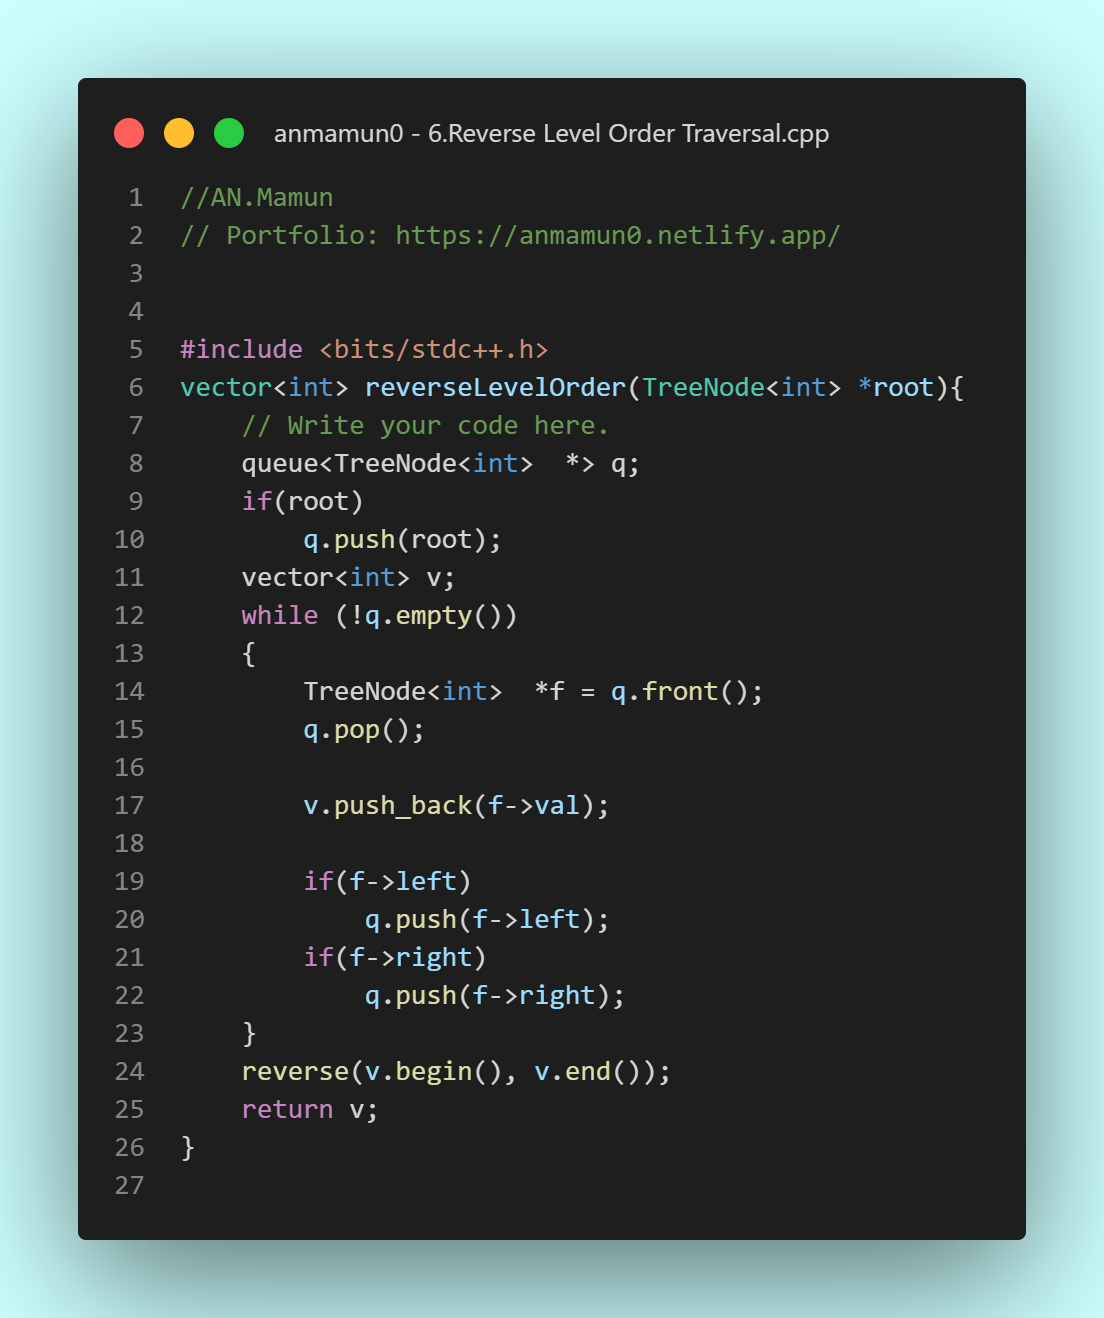 anmamun0 - 6.Reverse Level Order Traversal.cpp
1 //AN.Mamun
2 // Portfolio: https://anmamun0.netlify.app/
3
4
5 #include <bits/stdc++.h>
6 vector<int> reverseLevelOrder(TreeNode<int> *root){
7     // Write your code here.
8     queue<TreeNode<int>  *> q;
9     if(root)
10         q.push(root);
11     vector<int> v;
12     while (!q.empty())
13     {
14         TreeNode<int>  *f = q.front();
15         q.pop();
16
17         v.push_back(f->val);
18
19         if(f->left)
20             q.push(f->left);
21         if(f->right)
22             q.push(f->right);
23     }
24     reverse(v.begin(), v.end());
25     return v;
26 }
27